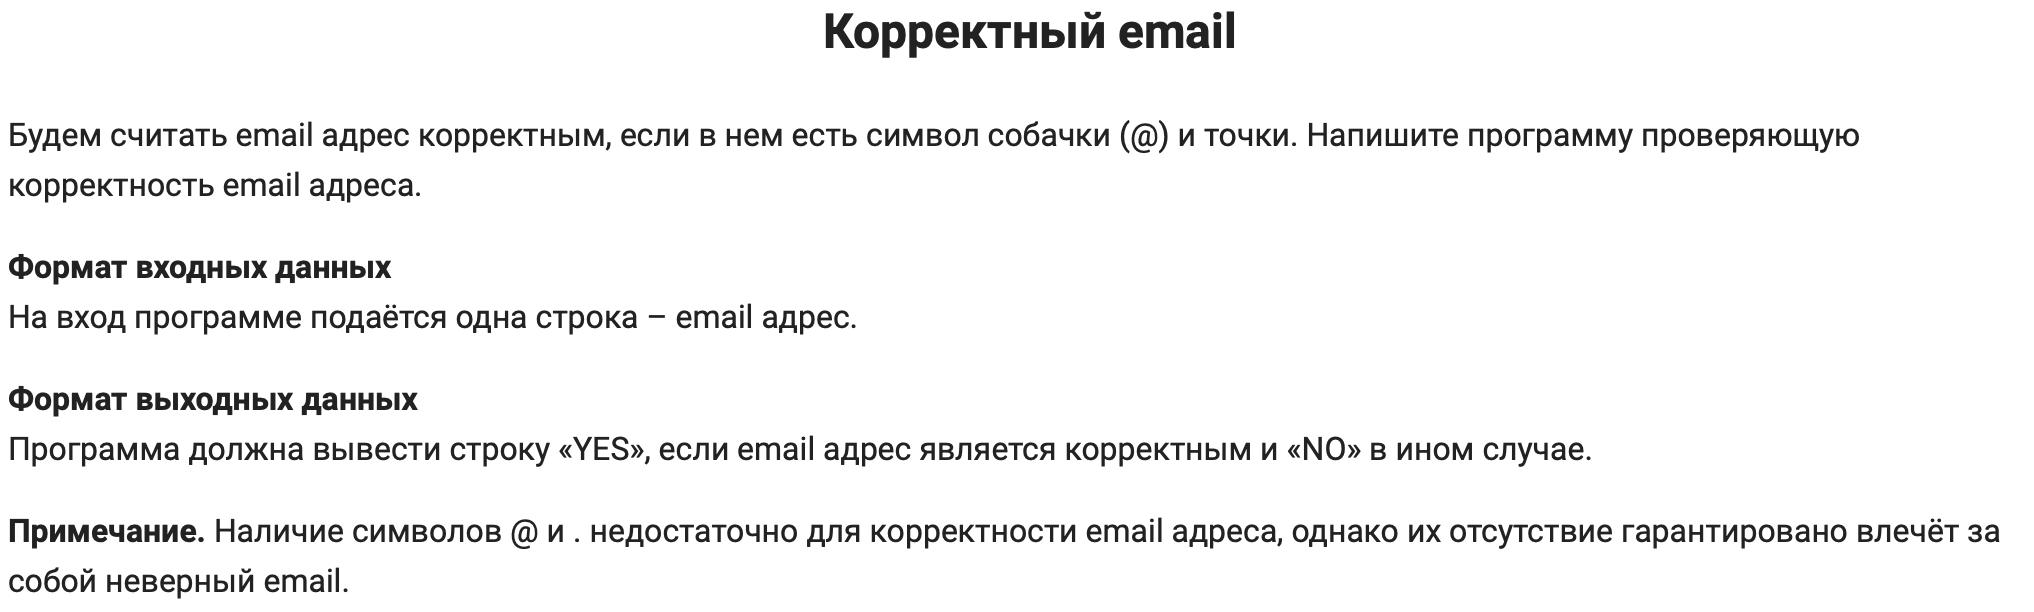 Корректный email
Будем считать email адрес корректным, если в нем есть символ собачки (@) и точки. Напишите программу проверяющую
корректность email адреса.
Формат входных данных
На вход программе подаётся одна строка – email адрес.
Формат выходных данных
Программа должна вывести строку «YES», если email адрес является корректным и «NO» в ином случае.
Примечание. Наличие символов @ и . недостаточно для корректности email адреса, однако их отсутствие гарантировано влечёт за
собой неверный email.